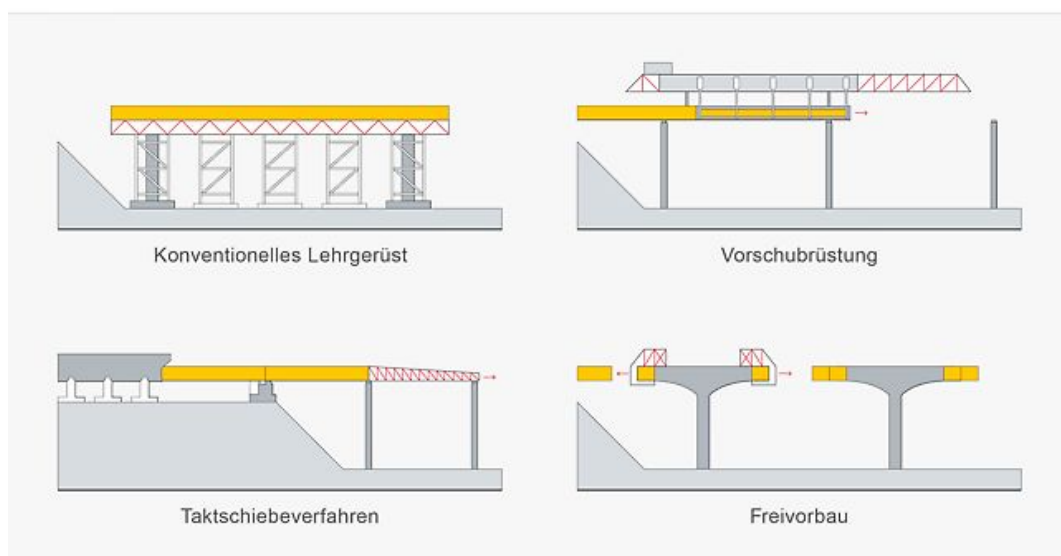 Konventionelles Lehrgerüst
Vorschubrüstung
Taktschiebeverfahren
Freivorbau